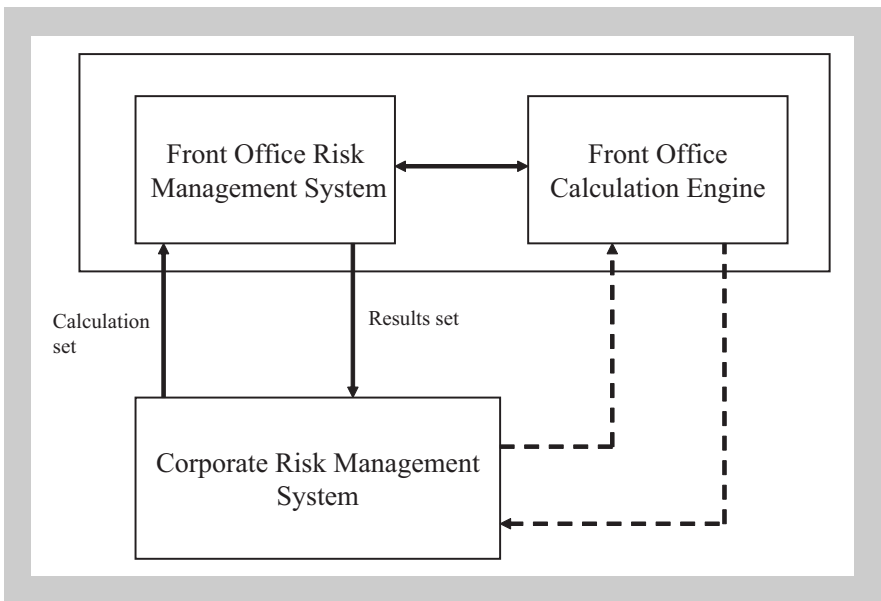 Front Office Risk
Management System
Front Office
Calculation Engine
Calculation
set
Results set
Corporate Risk Management
System